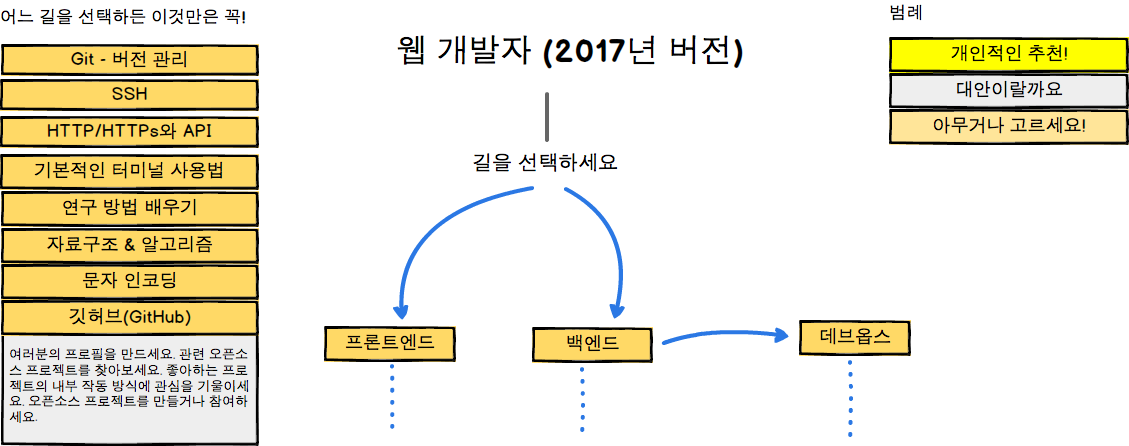 어느 길을 선택하든 이것만은 꼭!
Git - 버전 관리
SSH
HTTP/HTTPs와 API
기본적인 터미널 사용법
연구 방법 배우기
자료구조 & 알고리즘
문자 인코딩
깃허브(GitHub)
여러분의 프로필을 만드세요. 관련 오픈소
스 프로젝트를 찾아보세요. 좋아하는 프로
젝트의 내부 작동 방식에 관심을 기울이세
요. 오픈소스 프로젝트를 만들거나 참여하
세요.
웹 개발자 (2017년 버전)
길을 선택하세요
프론트엔드
백엔드
데브옵스
범례
개인적인 추천!
대안이랄까요
아무거나 고르세요!